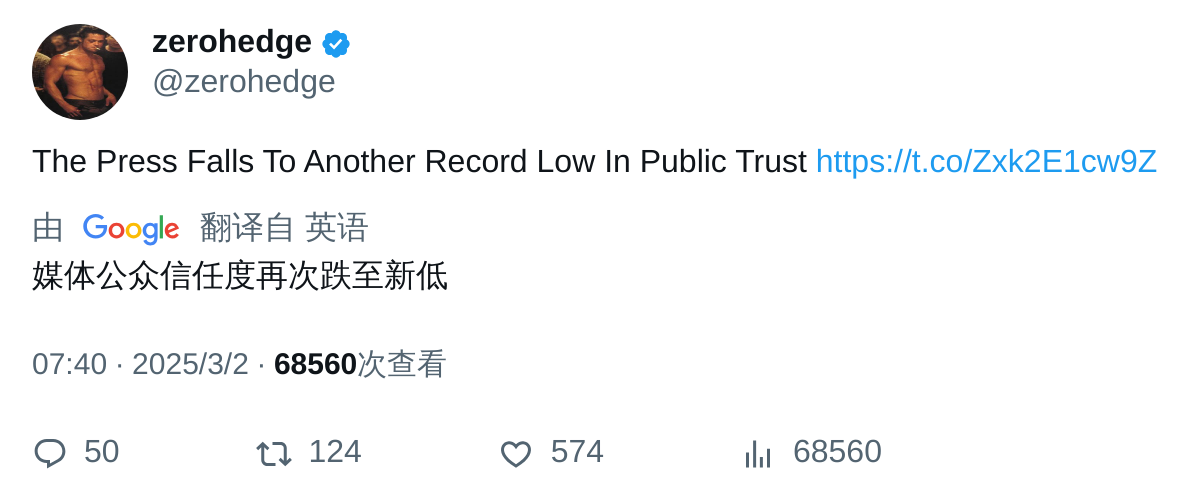 zerohedge
@zerohedge
The Press Falls To Another Record Low In Public Trust https://t.co/Zxk2E1cw9Z
由 Google 翻译自 英语
媒体公众信任度再次跌至新低
07:40 · 2025/3/2 · 68560次查看
50 124 574 68560